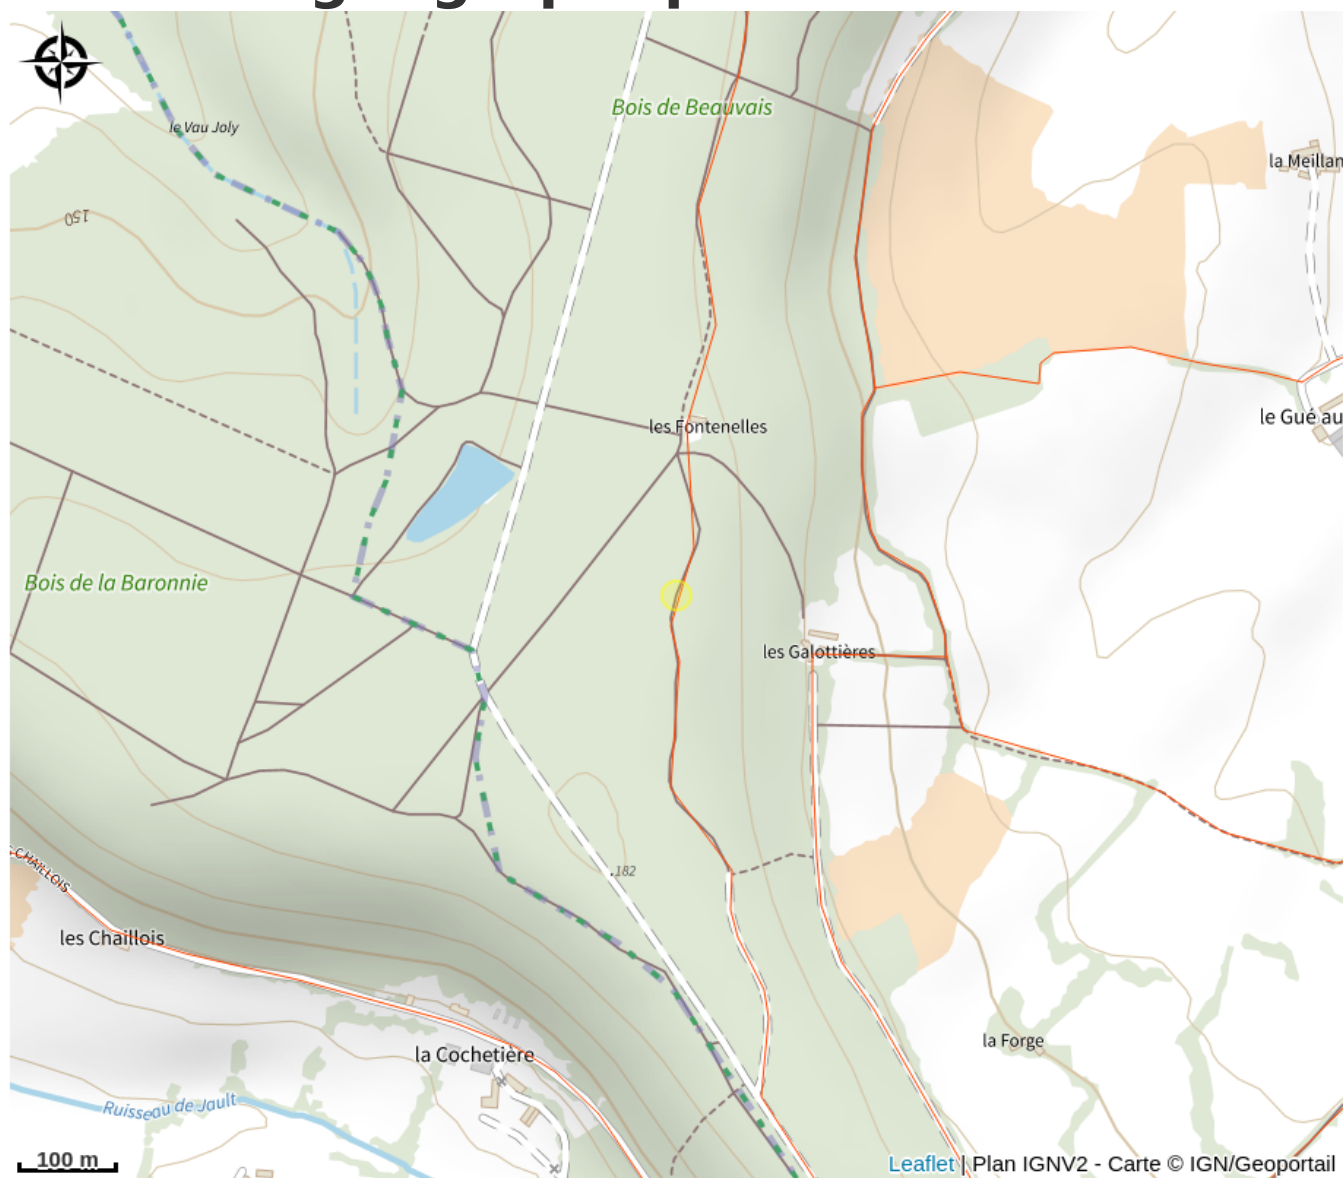 Bois de Beauvais
le Vau Joly
la Meillan
150
le Gué au
les Fontenelles
Bois de la Baronnie
les Galottières
182
CHAILLOIS
les Chaillois
la Forge
la Cochetière
Ruisseau de Jault
100 m
Leaflet | Plan IGNV2 - Carte © IGN/Geoportail